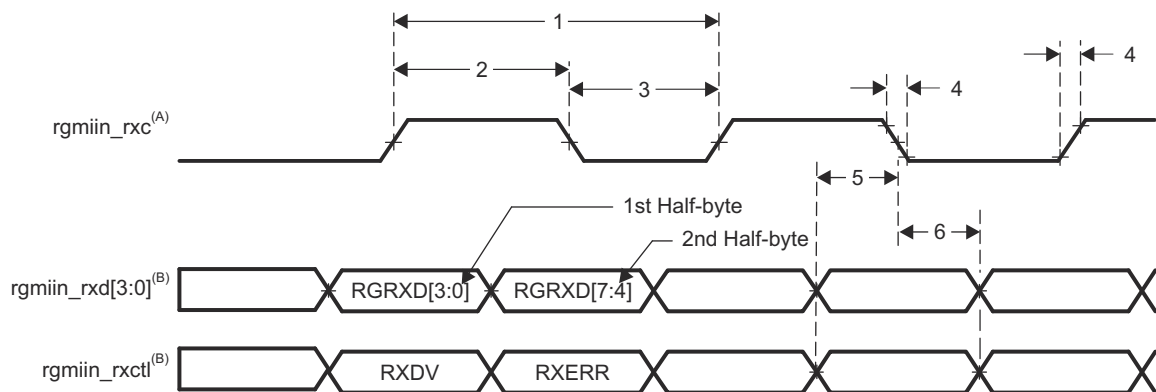 1
2
3
4
4
rgmiin_rxc(A)
5
1st Half-byte
6
2nd Half-byte
rgmiin_rxd[3:0](B)
RGRXD[3:0]
RGRXD[7:4]
rgmiin_rxctl(B)
RXDV
RXERR